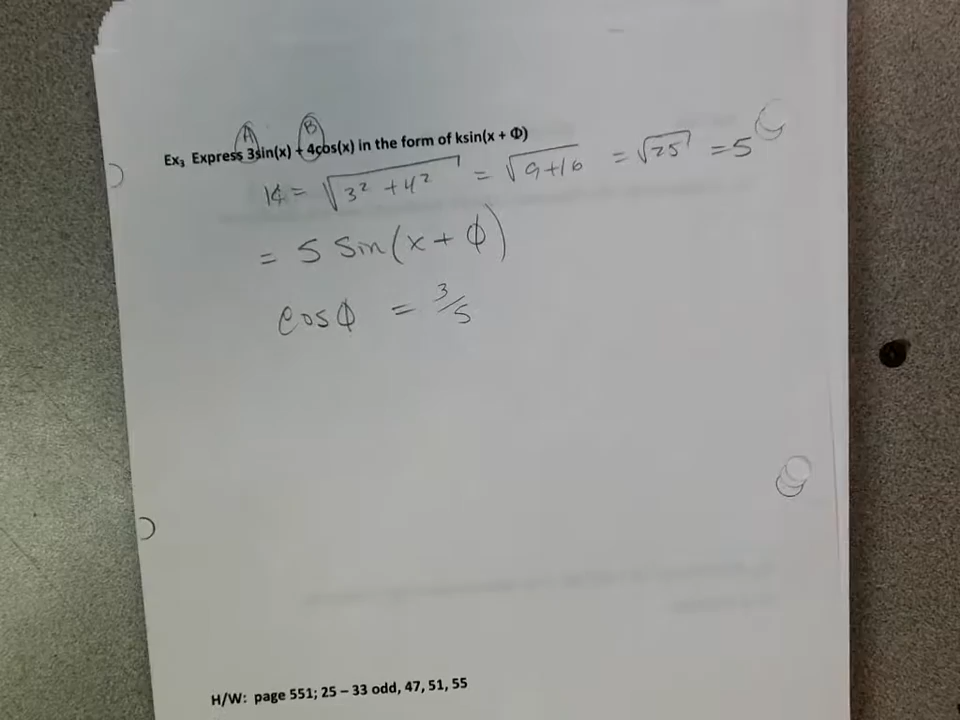 A B
Ex₃ Express 3sin(x) + 4cos(x) in the form of ksin(x + Φ)
K = √(3² + 4²) = √(9+16) = √25 = 5
= 5 Sin(x + ϕ)
cosϕ = 3/5
H/W: page 551; 25 – 33 odd, 47, 51, 55